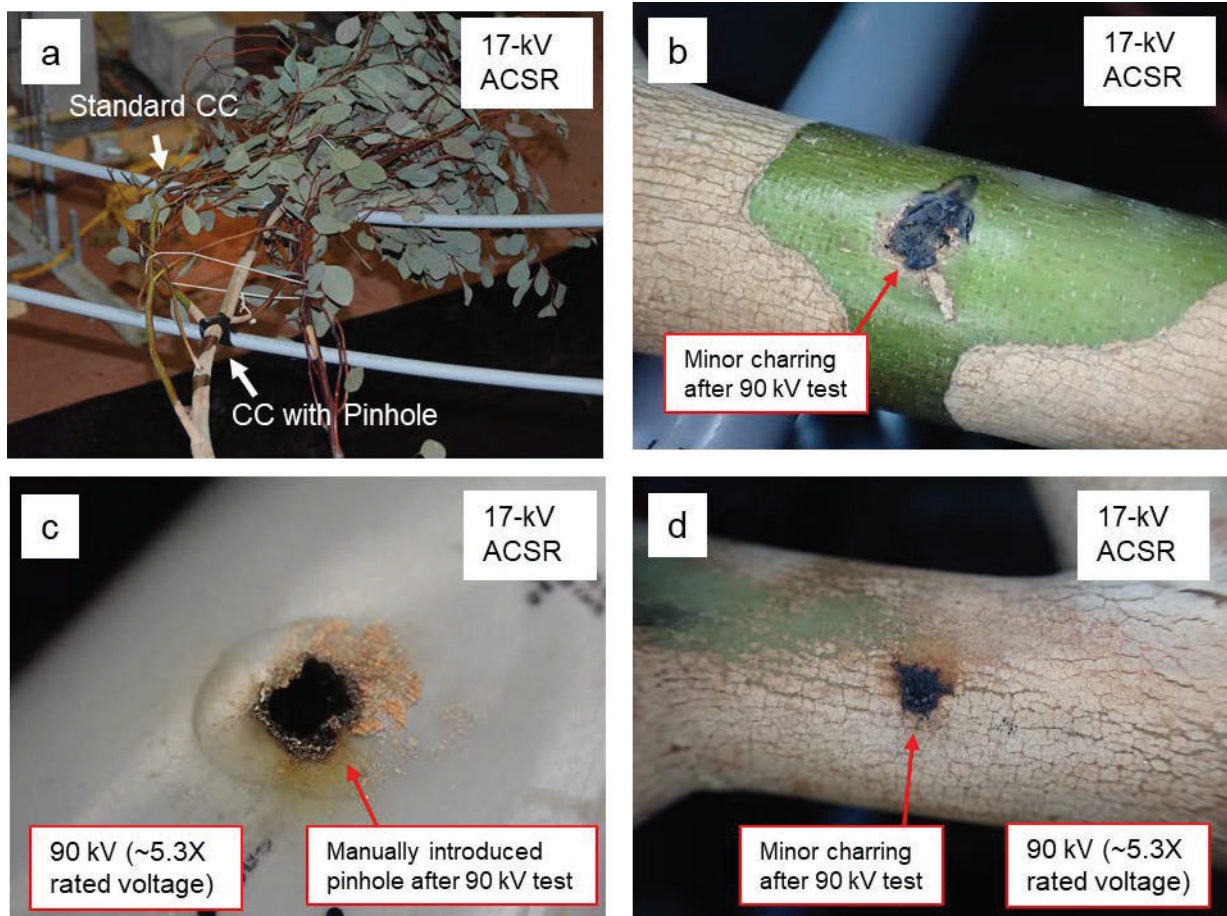 a
17-kV
ACSR
Standard CC
CC with Pinhole
b
17-kV
ACSR
Minor charring
after 90 kV test
c
17-kV
ACSR
90 kV (~5.3X
rated voltage)
Manually introduced
pinhole after 90 kV test
d
17-kV
ACSR
Minor charring
after 90 kV test
90 kV (~5.3X
rated voltage)